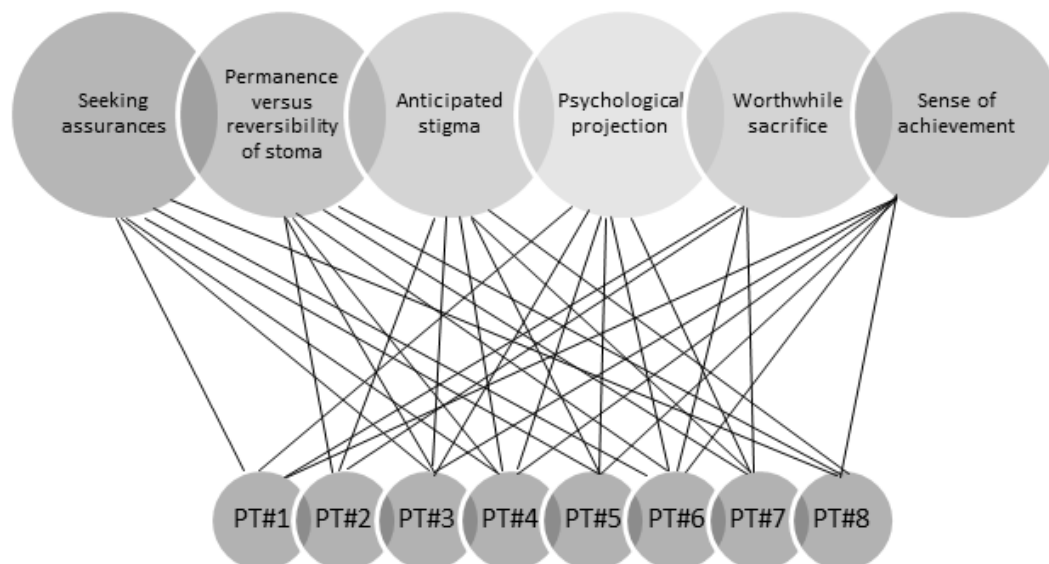 Seeking
assurances
Permanence
versus
reversibility
of stoma
Anticipated
stigma
Psychological
projection
Worthwhile
sacrifice
Sense of
achievement
PT#1
PT#2
PT#3
PT#4
PT#5
PT#6
PT#7
PT#8